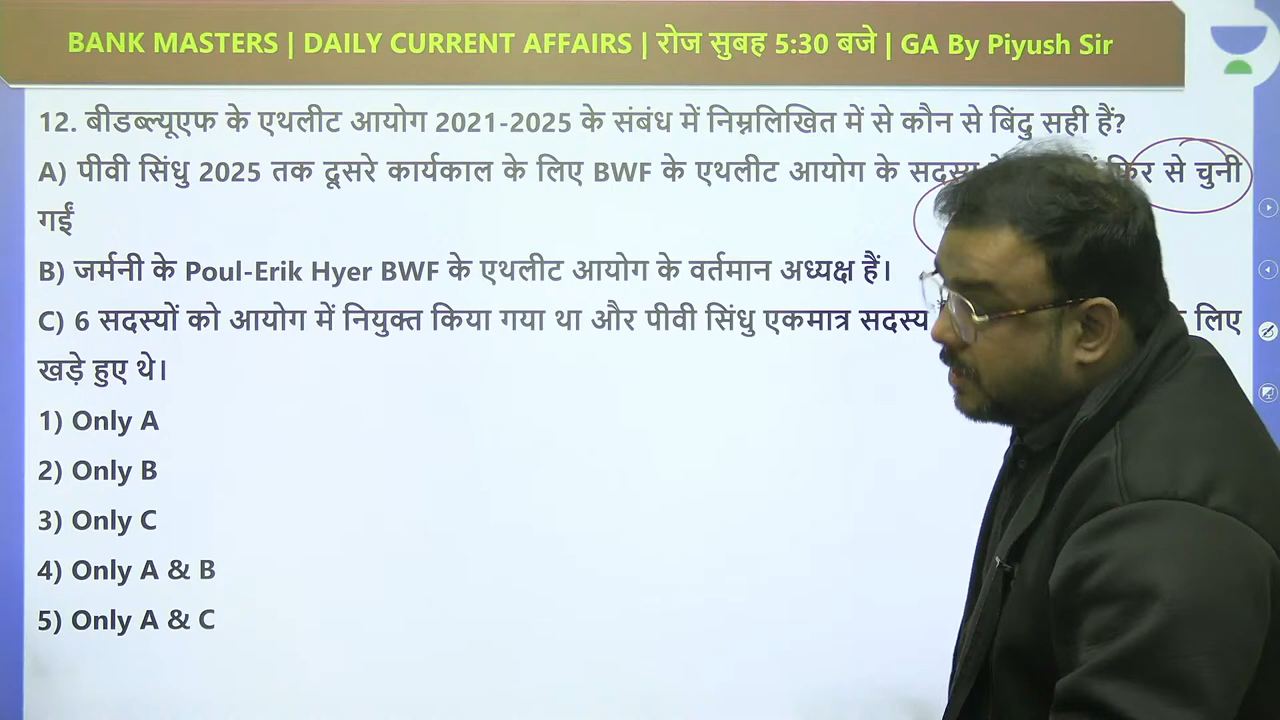 BANK MASTERS | DAILY CURRENT AFFAIRS | रोज सुबह 5:30 बजे | GA By Piyush Sir
12. बीडब्ल्यूएफ के एथलीट आयोग 2021-2025 के संबंध में निम्नलिखित में से कौन से बिंदु सही हैं?
A) पीवी सिंधु 2025 तक दूसरे कार्यकाल के लिए BWF के एथलीट आयोग के फिर से चुनी
गईं
B) जर्मनी के Poul-Erik Hyer BWF के एथलीट आयोग के वर्तमान अध्यक्ष हैं।
C) 6 सदस्यों को आयोग में नियुक्त किया गया था और पीवी सिंधु एकमात्र सदस्य लिए
खड़े हुए थे।
1) Only A
2) Only B
3) Only C
4) Only A & B
5) Only A & C